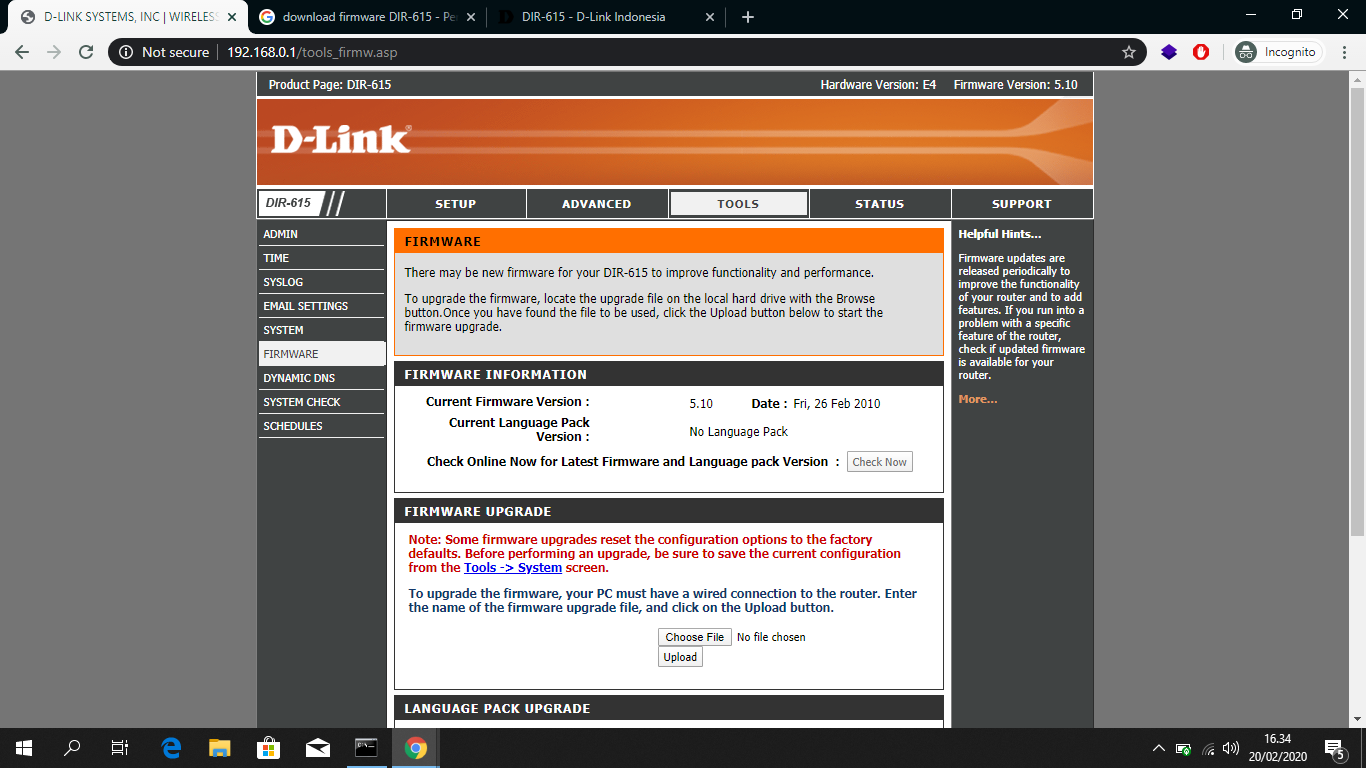 D-LINK SYSTEMS, INC | WIRELESS
download firmware DIR-615 - Pe
DIR-615 - D-Link Indonesia
Not secure
192.168.0.1/tools_firmw.asp
Incognito
Product Page: DIR-615
Hardware Version: E4 Firmware Version: 5.10
D-Link
DIR-615
SETUP
ADVANCED
TOOLS
STATUS
SUPPORT
ADMIN
TIME
SYSLOG
EMAIL SETTINGS
SYSTEM
FIRMWARE
DYNAMIC DNS
SYSTEM CHECK
SCHEDULES
FIRMWARE
There may be new firmware for your DIR-615 to improve functionality and performance.
To upgrade the firmware, locate the upgrade file on the local hard drive with the Browse
button.Once you have found the file to be used, click the Upload button below to start the
firmware upgrade.
FIRMWARE INFORMATION
Current Firmware Version : 5.10 Date : Fri, 26 Feb 2010
Current Language Pack
Version : No Language Pack
Check Online Now for Latest Firmware and Language pack Version : Check Now
FIRMWARE UPGRADE
Note: Some firmware upgrades reset the configuration options to the factory
defaults. Before performing an upgrade, be sure to save the current configuration
from the Tools -> System screen.
To upgrade the firmware, your PC must have a wired connection to the router. Enter
the name of the firmware upgrade file, and click on the Upload button.
Choose File No file chosen
Upload
LANGUAGE PACK UPGRADE
Helpful Hints...
Firmware updates are
released periodically to
improve the functionality
of your router and to add
features. If you run into a
problem with a specific
feature of the router,
check if updated firmware
is available for your
router.
More...
16.34
20/02/2020
5